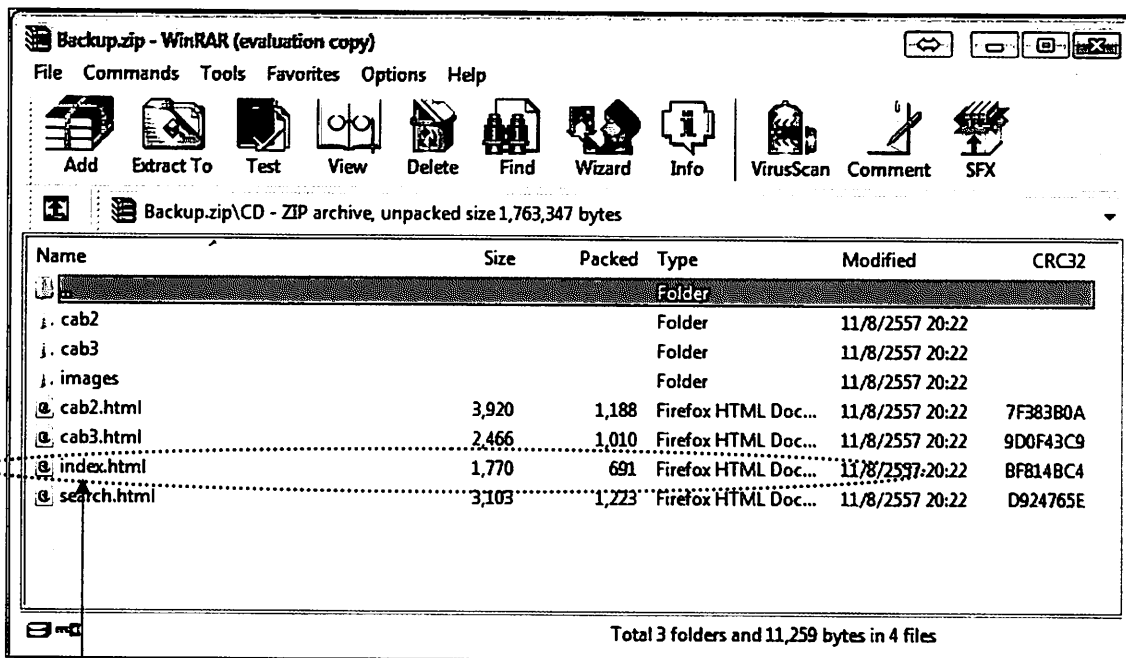 Backup.zip - WinRAR (evaluation copy)
File Commands Tools Favorites Options Help
Add Extract To Test View Delete Find Wizard Info VirusScan Comment SFX
Backup.zip\CD - ZIP archive, unpacked size 1,763,347 bytes
Name Size Packed Type Modified CRC32
.. Folder
cab2 Folder 11/8/2557 20:22
cab3 Folder 11/8/2557 20:22
images Folder 11/8/2557 20:22
cab2.html 3,920 1,188 Firefox HTML Doc... 11/8/2557 20:22 7F383B0A
cab3.html 2,466 1,010 Firefox HTML Doc... 11/8/2557 20:22 9D0F43C9
index.html 1,770 691 Firefox HTML Doc... 11/8/2557 20:22 BF814BC4
search.html 3,103 1,223 Firefox HTML Doc... 11/8/2557 20:22 D924765E
Total 3 folders and 11,259 bytes in 4 files